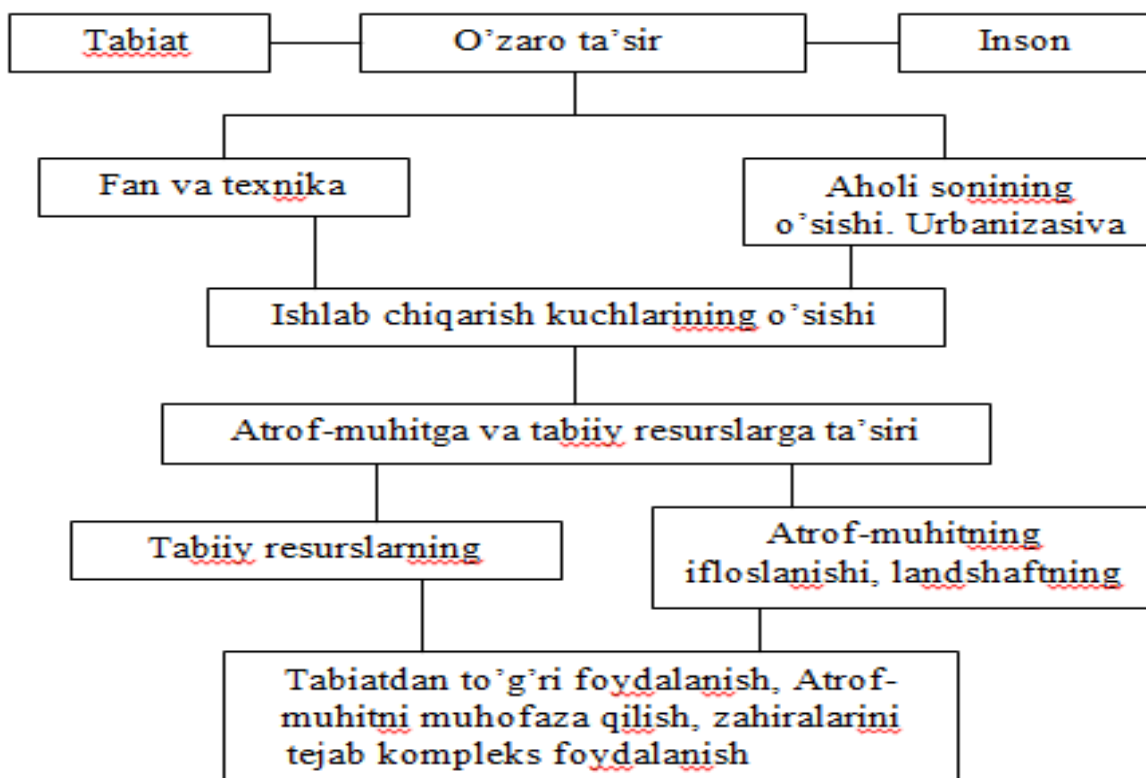 Tabiat
O’zaro ta’sir
Inson
Fan va texnika
Aholi sonining
o’sishi. Urbanizasiya
Ishlab chiqarish kuchlarining o’sishi
Atrof-muhitga va tabiiy resurslarga ta’siri
Tabiiy resurslarning
Atrof-muhitning
ifloslanishi, landshaftning
Tabiatdan to’g’ri foydalanish, Atrof-
muhitni muhofaza qilish, zahiralarini
tejab kompleks foydalanish